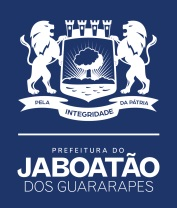 PELA INTEGRIDADE DA PÁTRIA
PREFEITURA DO
JABOATÃO
DOS GUARARAPES